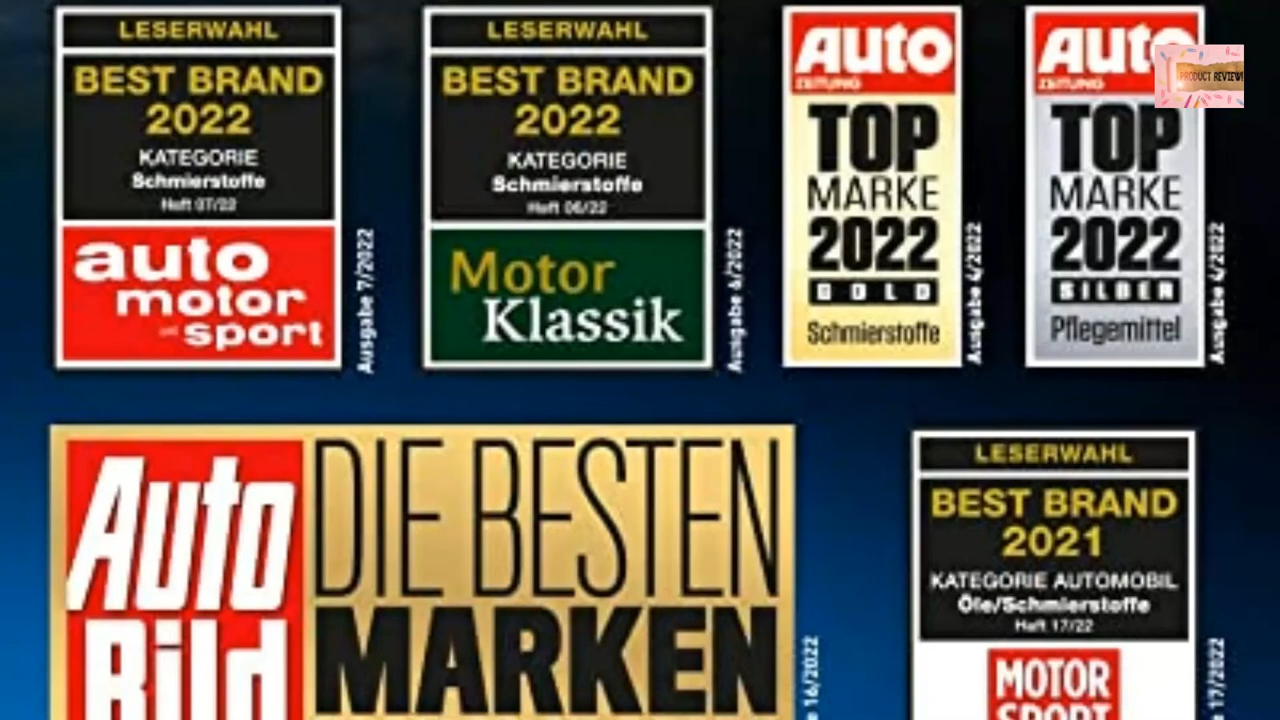 LESERWAHL
BEST BRAND
2022
KATEGORIE
Schmierstoffe
Heft 07/22
auto
motor
und sport
Ausgabe 7/2022
LESERWAHL
BEST BRAND
2022
KATEGORIE
Schmierstoffe
Heft 06/22
Motor
Klassik
Ausgabe 6/2022
Auto
ZEITUNG
TOP
MARKE
2022
GOLD
Schmierstoffe
Ausgabe 4/2022
Auto
ZEITUNG
TOP
MARKE
2022
SILBER
Pflegemittel
Ausgabe 4/2022
PRODUCT REVIEW
Auto
Bild
DIE BESTEN
MARKEN
16/2022
LESERWAHL
BEST BRAND
2021
KATEGORIE AUTOMOBIL
Öle/Schmierstoffe
Heft 17/22
MOTOR
SPORT
17/2022